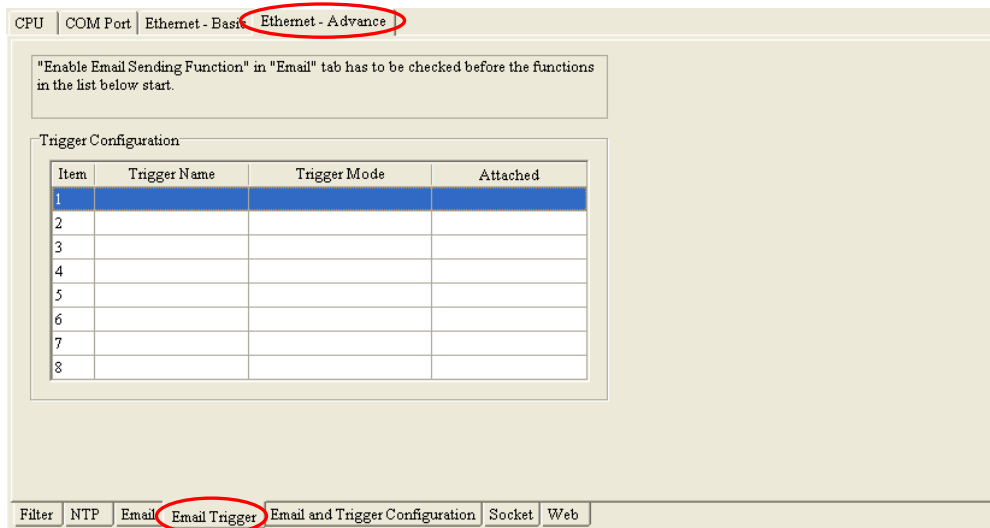 CPU COM Port Ethernet - Basic Ethernet - Advance
"Enable Email Sending Function" in "Email" tab has to be checked before the functions
in the list below start.
Trigger Configuration
Item Trigger Name Trigger Mode Attached
1
2
3
4
5
6
7
8
Filter NTP Email Email Trigger Email and Trigger Configuration Socket Web